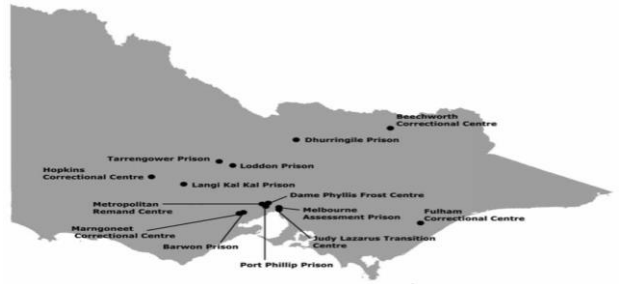 Beechworth
Correctional Centre
Dhurringile Prison
Tarrengower Prison
Loddon Prison
Hopkins
Correctional Centre
Langi Kal Kal Prison
Dame Phyllis Frost Centre
Metropolitan
Remand Centre
Melbourne
Assessment Prison
Fulham
Correctional Centre
Marngoneet
Correctional Centre
Judy Lazarus Transition
Centre
Barwon Prison
Port Phillip Prison